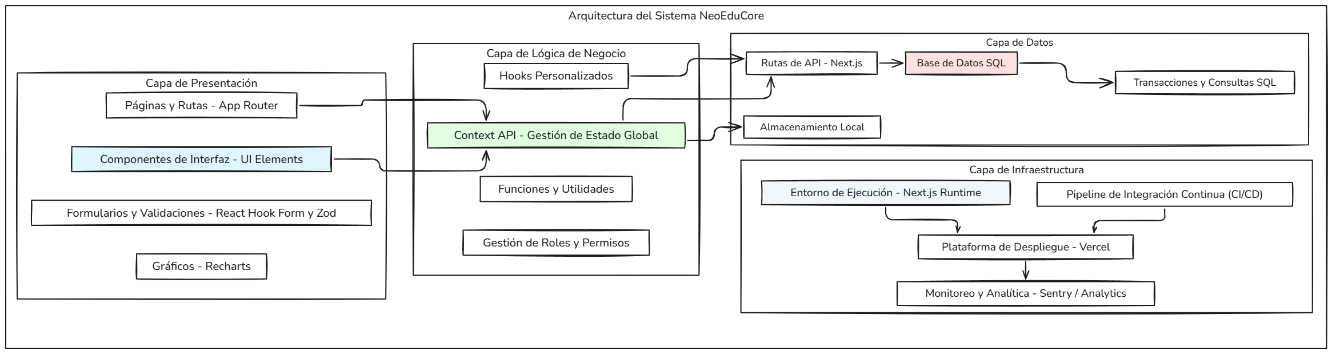 Arquitectura del Sistema NeoEduCore
Capa de Presentación
Páginas y Rutas - App Router
Componentes de Interfaz - UI Elements
Formularios y Validaciones - React Hook Form y Zod
Gráficos - Recharts
Capa de Lógica de Negocio
Hooks Personalizados
Context API - Gestión de Estado Global
Funciones y Utilidades
Gestión de Roles y Permisos
Capa de Datos
Rutas de API - Next.js
Base de Datos SQL
Transacciones y Consultas SQL
Almacenamiento Local
Capa de Infraestructura
Entorno de Ejecución - Next.js Runtime
Pipeline de Integración Continua (CI/CD)
Plataforma de Despliegue - Vercel
Monitoreo y Analítica - Sentry / Analytics